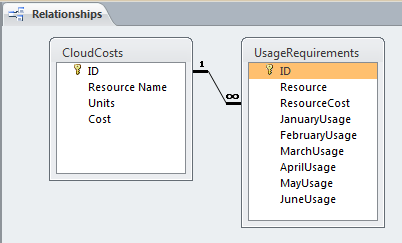 Relationships
CloudCosts
ID
Resource Name
Units
Cost
1
∞
UsageRequirements
ID
Resource
ResourceCost
JanuaryUsage
FebruaryUsage
MarchUsage
AprilUsage
MayUsage
JuneUsage